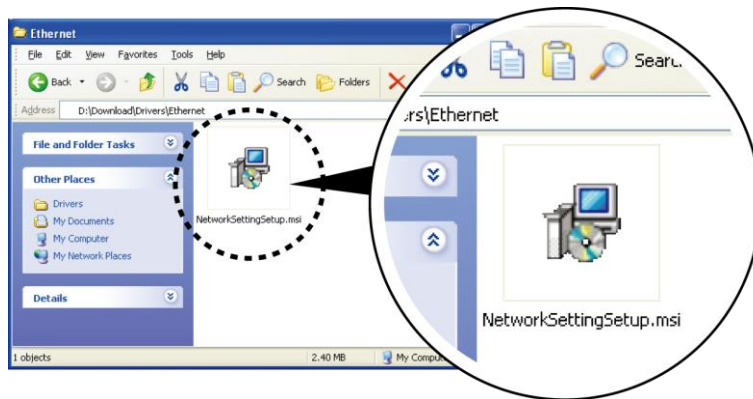 Ethernet
File Edit View Favorites Tools Help
Back Search Folders
Address D:\Download\Drivers\Ethernet
File and Folder Tasks
Other Places
Drivers
My Documents
My Computer
My Network Places
Details
NetworkSettingSetup.msi
1 objects 2.40 MB My Comput
Searc
ers\Ethernet
NetworkSettingSetup.msi